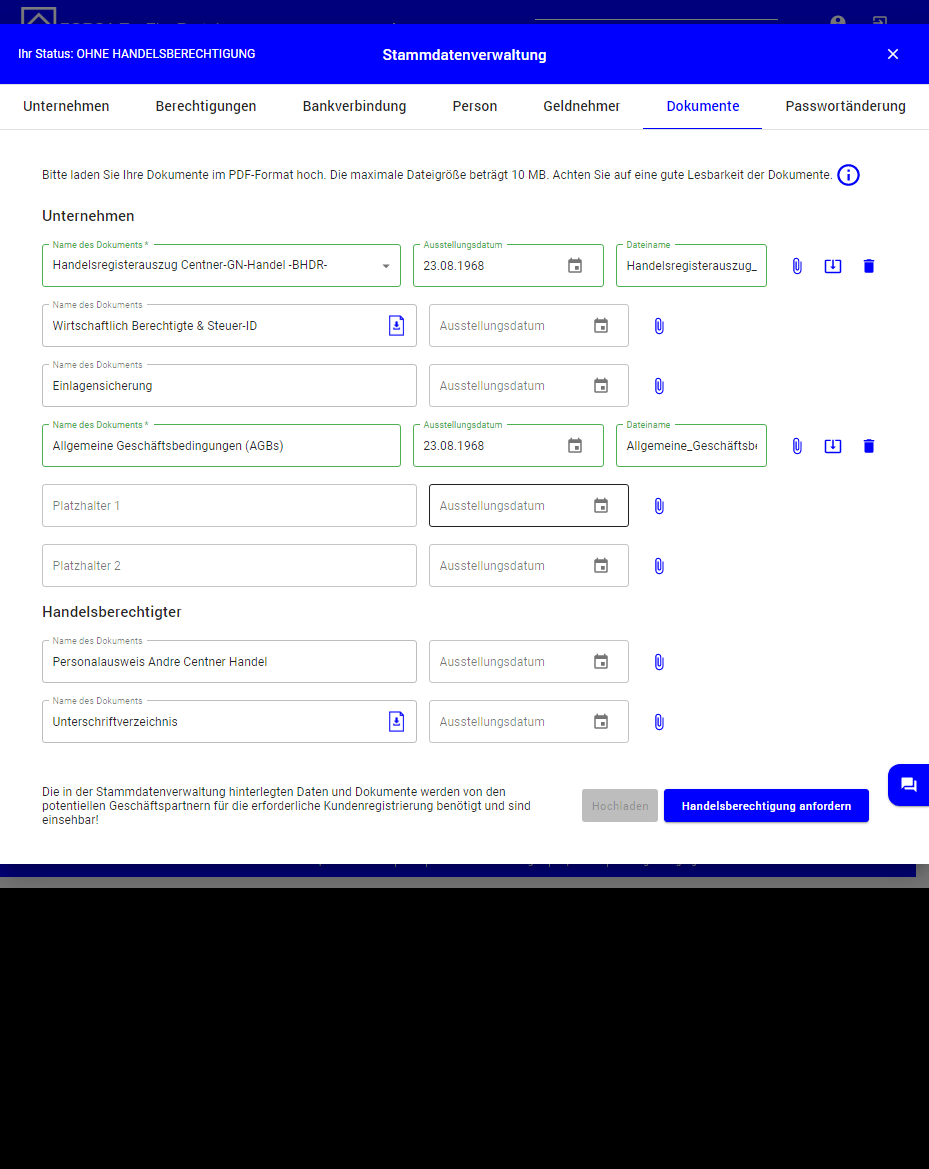 Ihr Status: OHNE HANDELSBERECHTIGUNG
Stammdatenverwaltung
Unternehmen Berechtigungen Bankverbindung Person Geldnehmer Dokumente Passwortänderung
Bitte laden Sie Ihre Dokumente im PDF-Format hoch. Die maximale Dateigröße beträgt 10 MB. Achten Sie auf eine gute Lesbarkeit der Dokumente.
Unternehmen
Name des Dokuments * Ausstellungsdatum Dateiname
Handelsregisterauszug Centner-GN-Handel -BHDR- 23.08.1968 Handelsregisterauszug_
Name des Dokuments
Wirtschaftlich Berechtigte & Steuer-ID Ausstellungsdatum
Name des Dokuments
Einlagensicherung Ausstellungsdatum
Name des Dokuments * Ausstellungsdatum Dateiname
Allgemeine Geschäftsbedingungen (AGBs) 23.08.1968 Allgemeine_Geschäftsbe
Platzhalter 1 Ausstellungsdatum
Platzhalter 2 Ausstellungsdatum
Handelsberechtigter
Name des Dokuments
Personalausweis Andre Centner Handel Ausstellungsdatum
Name des Dokuments
Unterschriftverzeichnis Ausstellungsdatum
Die in der Stammdatenverwaltung hinterlegten Daten und Dokumente werden von den
potentiellen Geschäftspartnern für die erforderliche Kundenregistrierung benötigt und sind
einsehbar!
Hochladen
Handelsberechtigung anfordern